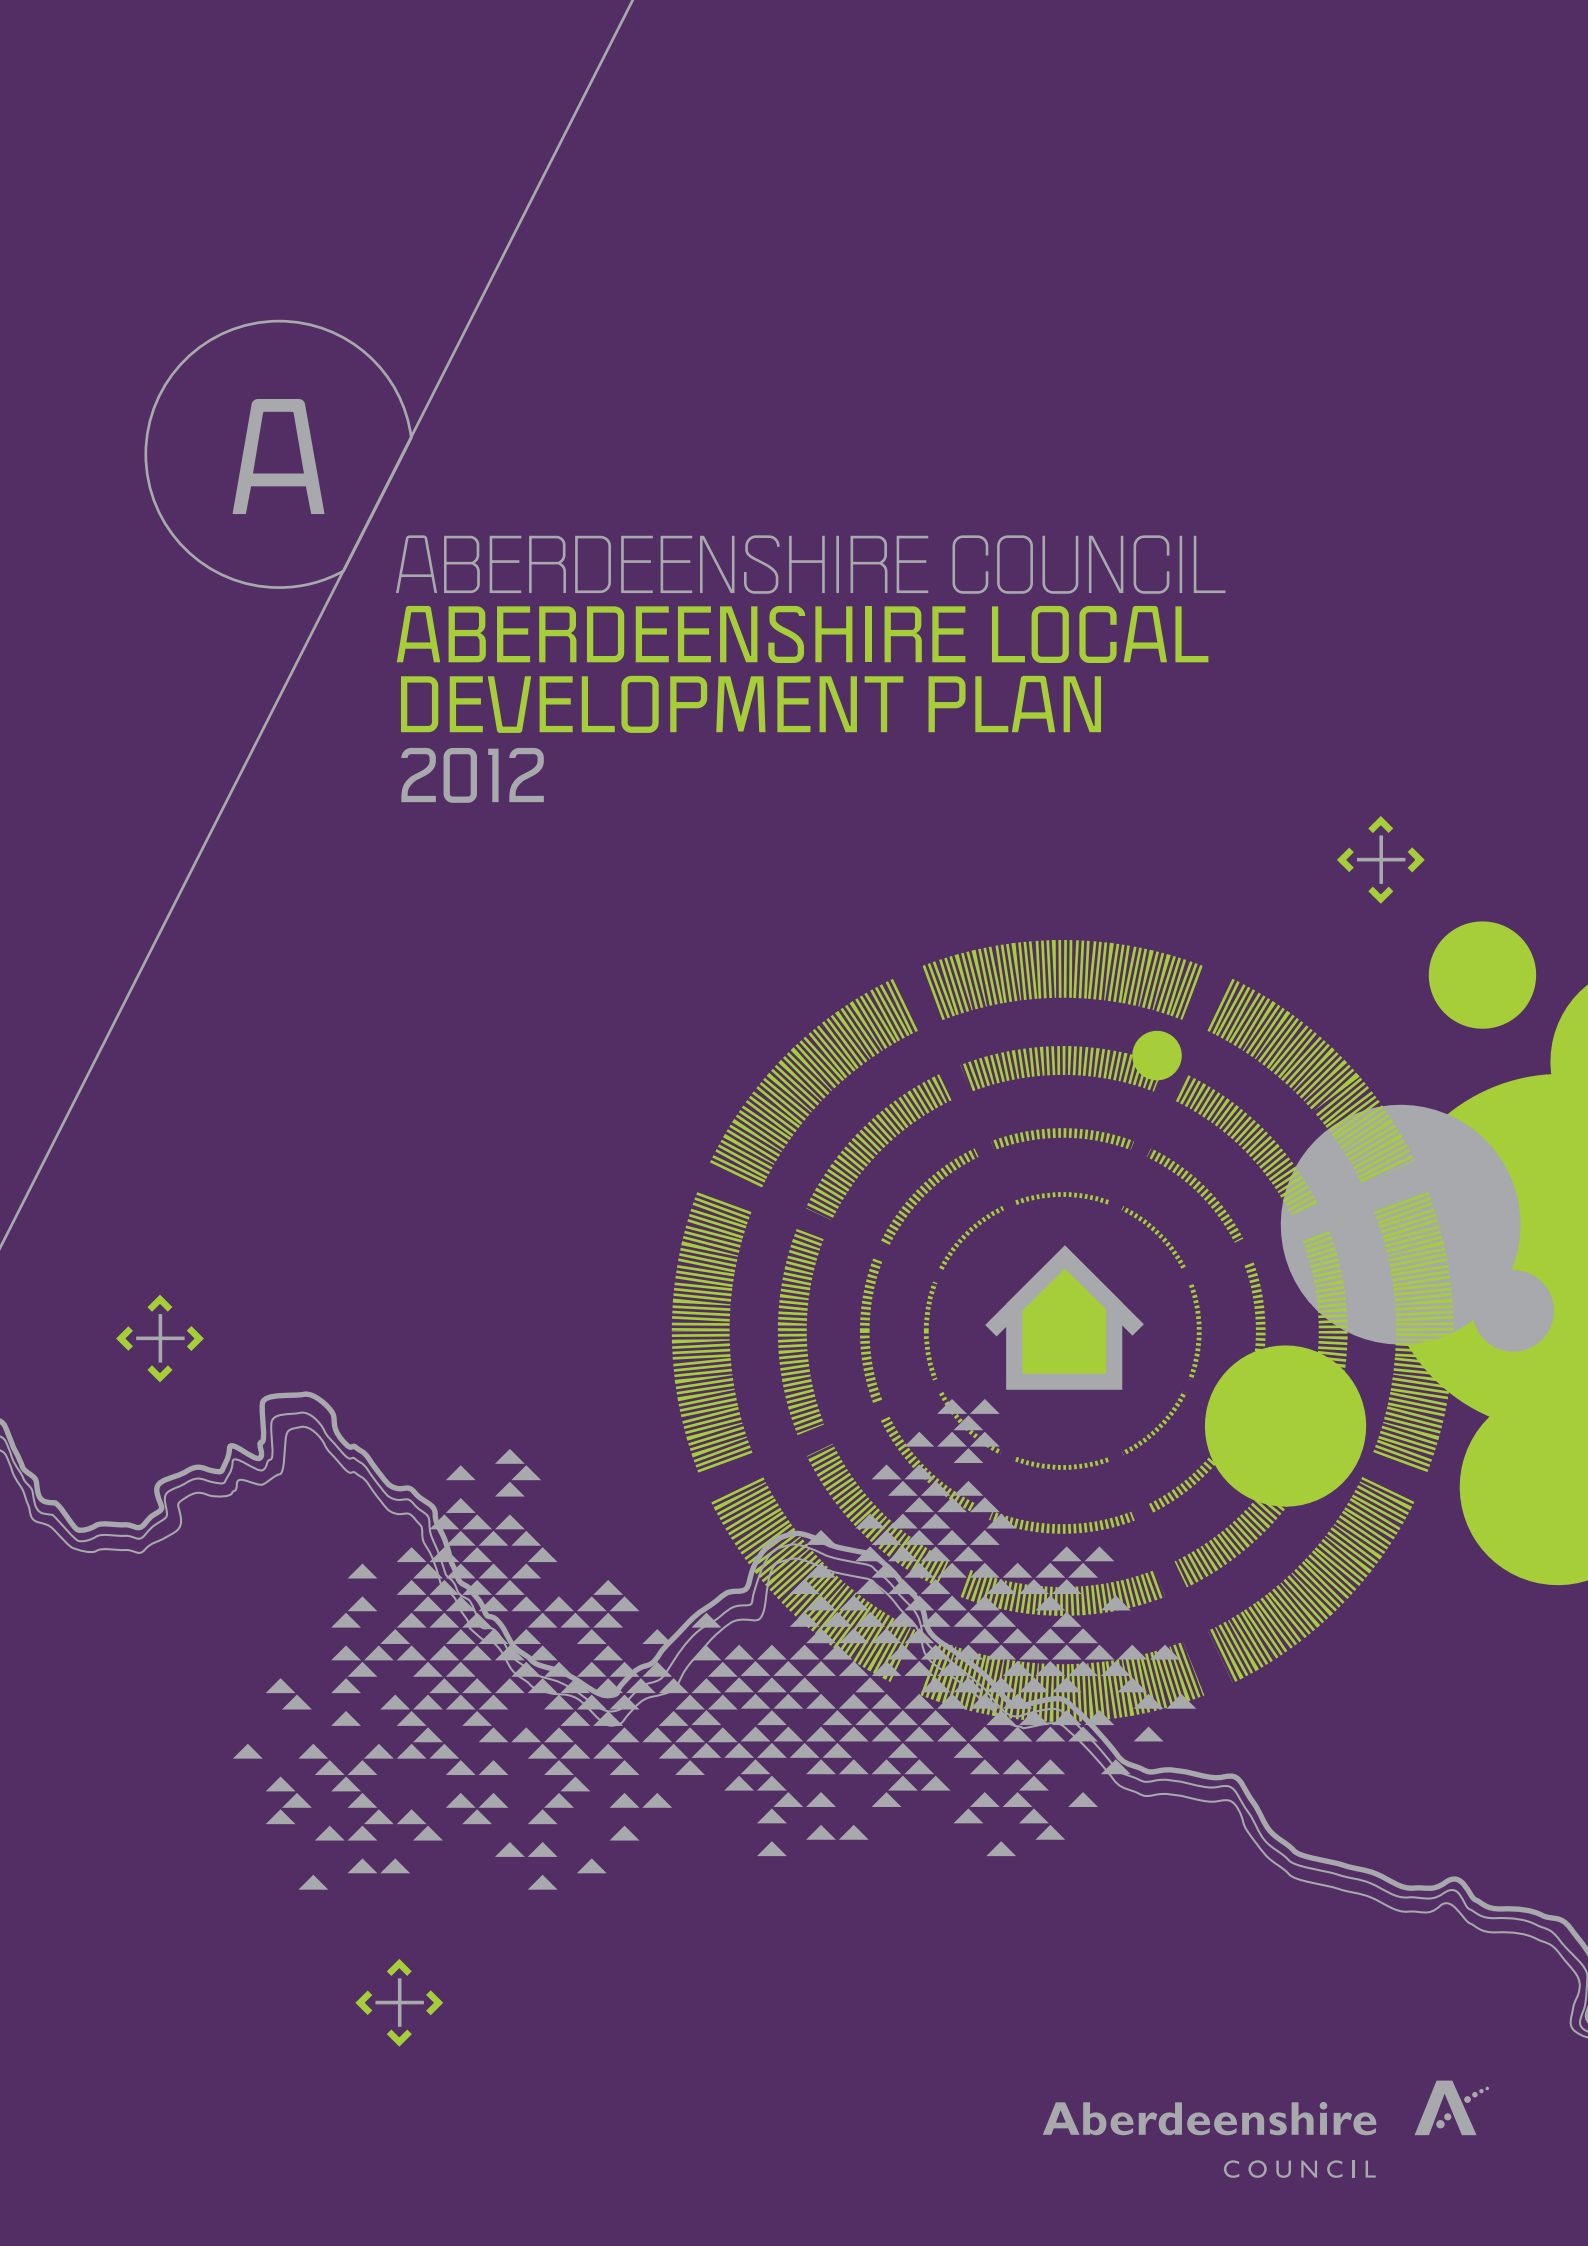 A
ABERDEENSHIRE COUNCIL
ABERDEENSHIRE LOCAL
DEVELOPMENT PLAN
2012
Aberdeenshire
COUNCIL